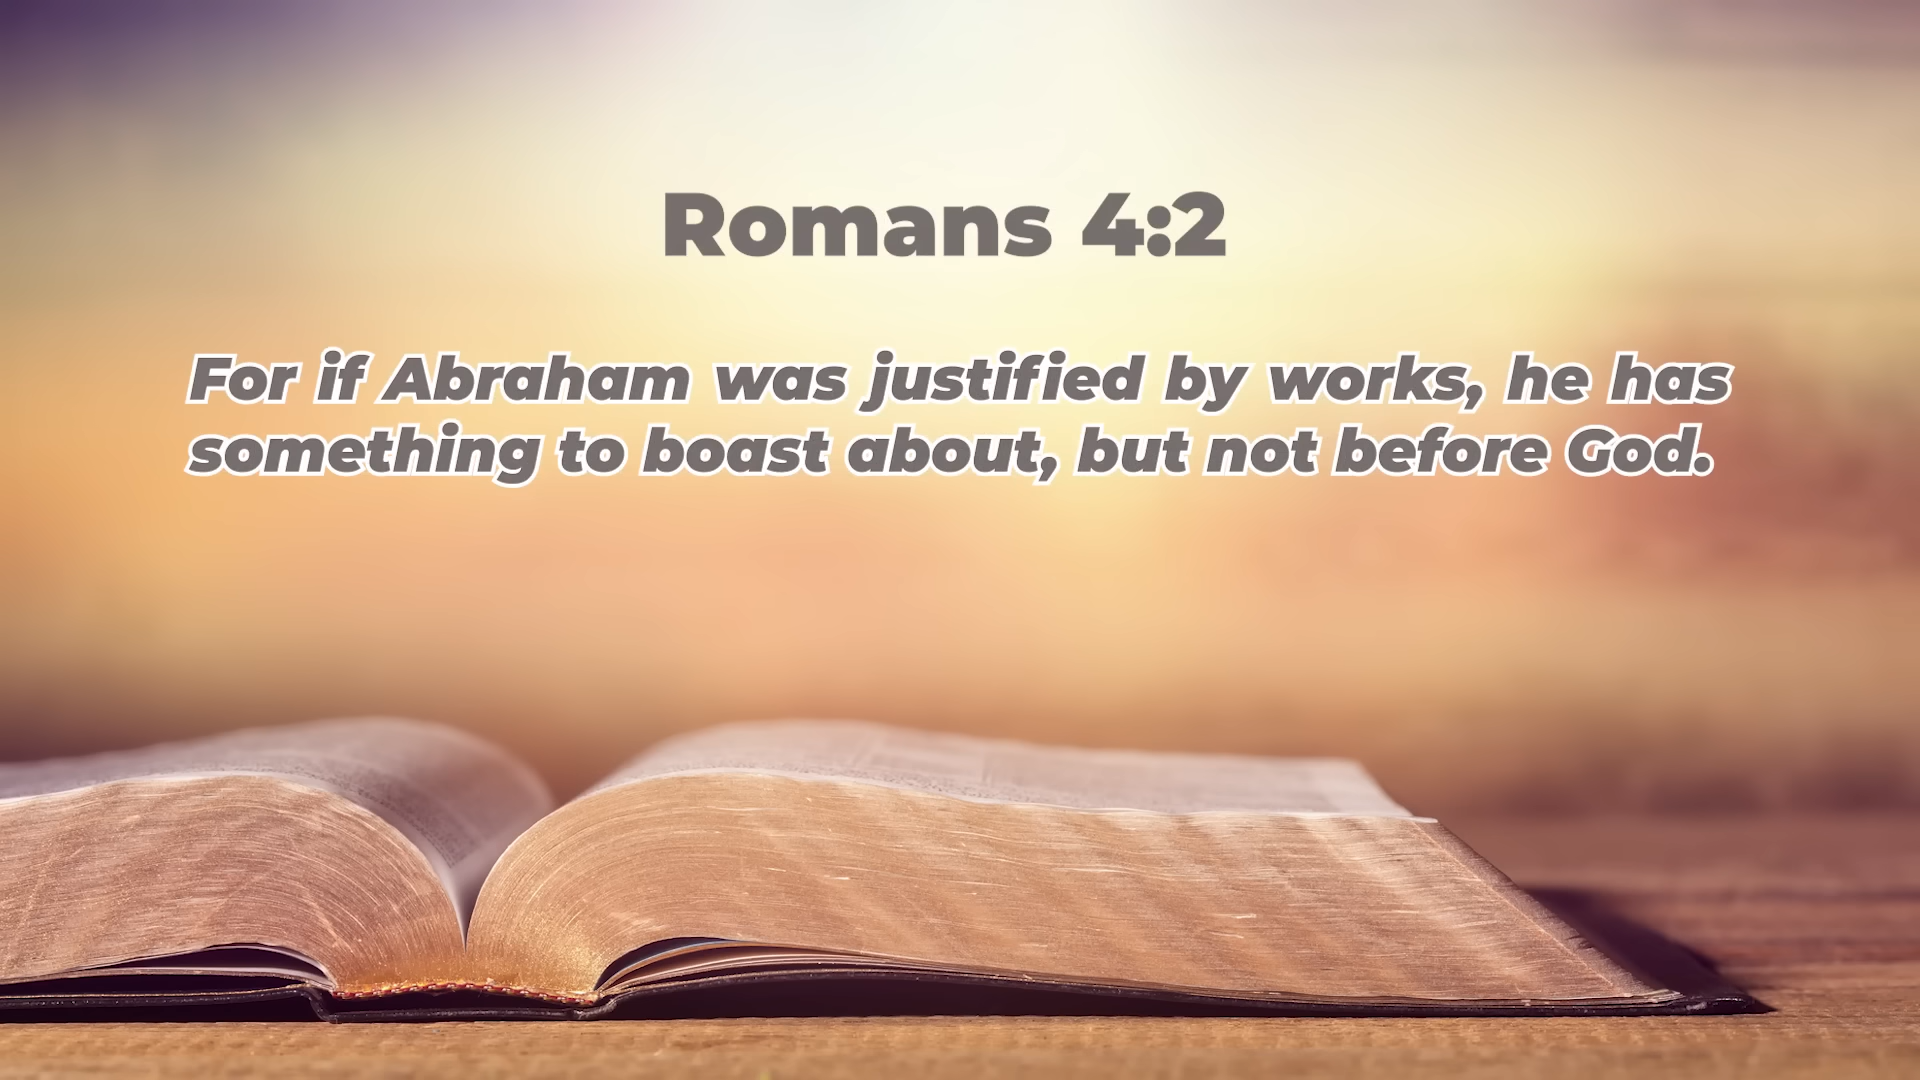 Romans 4:2
For if Abraham was justified by works, he has
something to boast about, but not before God.